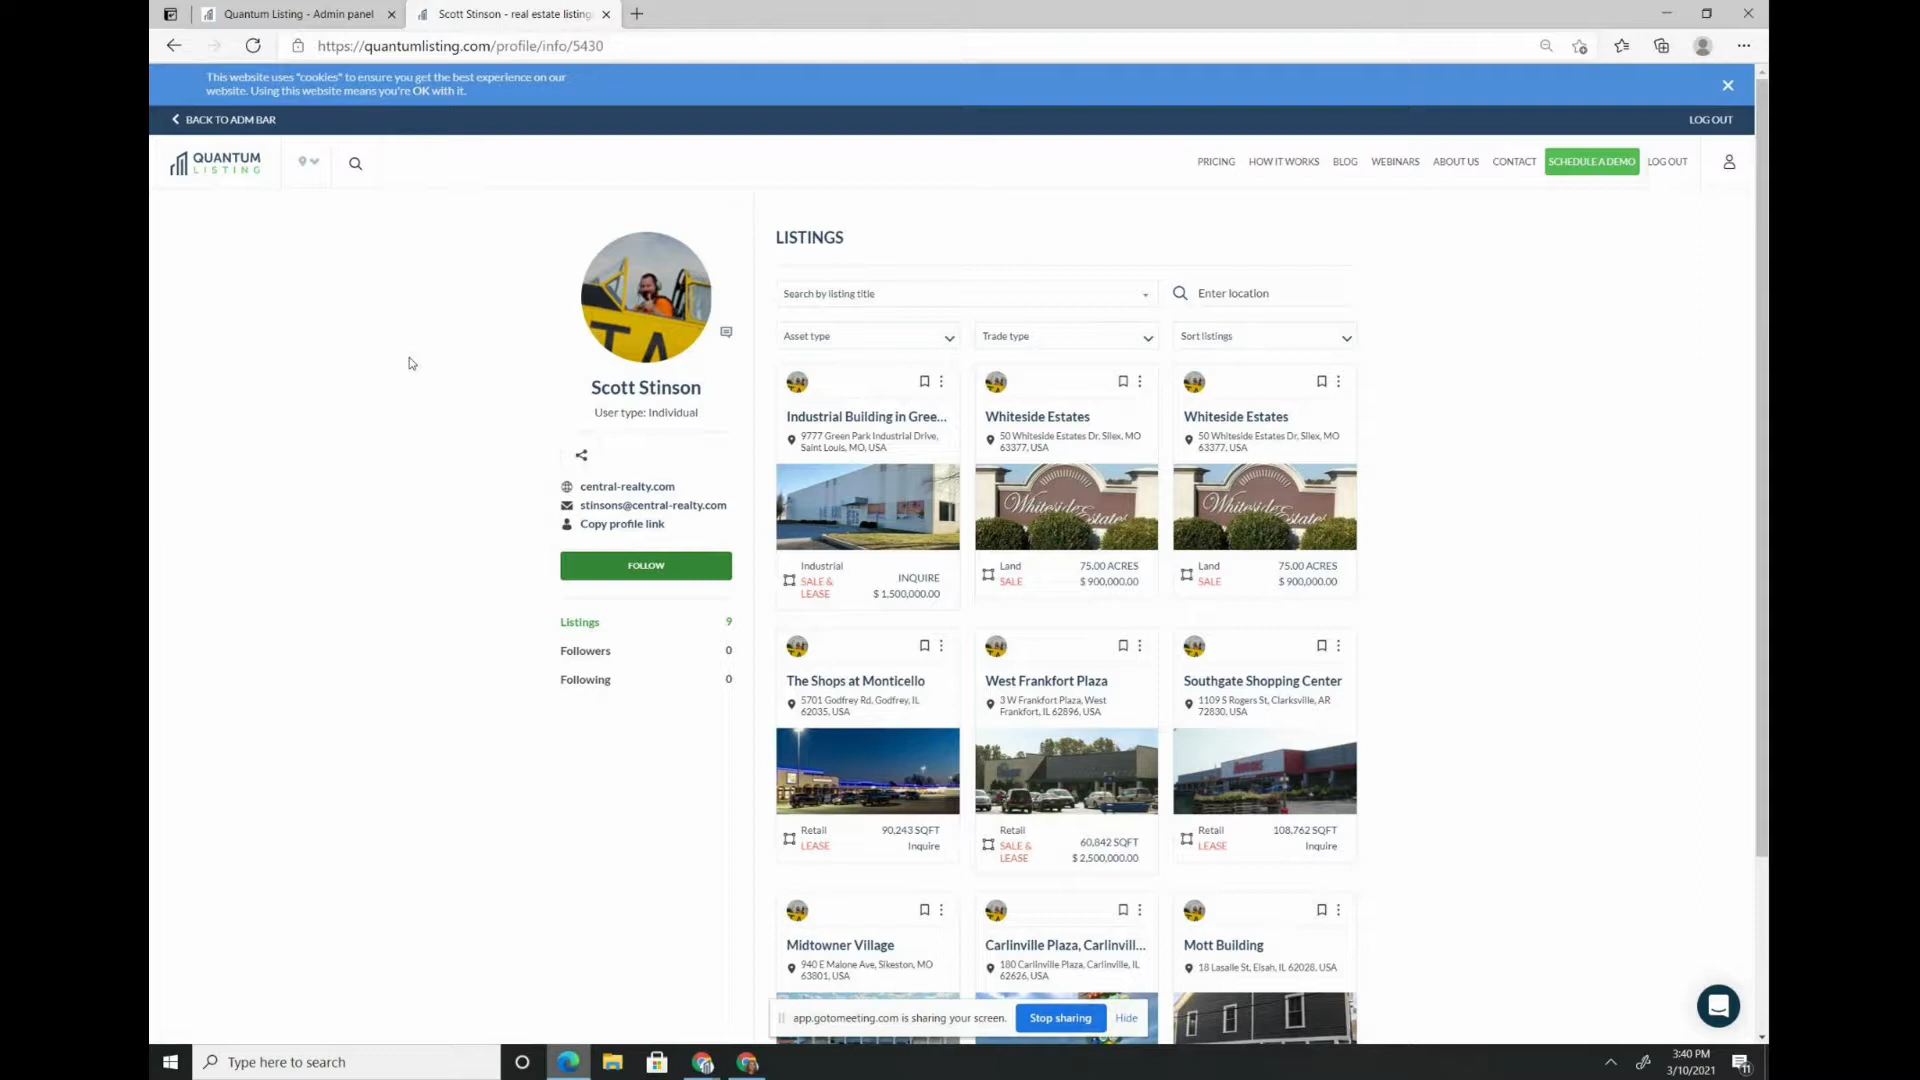 Quantum Listing - Admin panel
Scott Stinson - real estate listing
https://quantumlisting.com/profile/info/5430
This website uses "cookies" to ensure you get the best experience on our
website. Using this website means you're OK with it.
BACK TO ADM BAR
LOG OUT
QUANTUM
LISTING
PRICING
HOW IT WORKS
BLOG
WEBINARS
ABOUT US
CONTACT
SCHEDULE A DEMO
LOG OUT
TA
Scott Stinson
User type: Individual
central-realty.com
stinsons@central-realty.com
Copy profile link
FOLLOW
Listings 9
Followers 0
Following 0
LISTINGS
Search by listing title
Enter location
Asset type
Trade type
Sort listings
Industrial Building in Gree...
9777 Green Park Industrial Drive,
Saint Louis, MO, USA
Industrial
SALE &
LEASE
INQUIRE
$ 1,500,000.00
Whiteside Estates
50 Whiteside Estates Dr, Silex, MO
63377, USA
Whiteside Estates
Land
SALE
75.00 ACRES
$ 900,000.00
Whiteside Estates
50 Whiteside Estates Dr, Silex, MO
63377, USA
Whiteside Estates
Land
SALE
75.00 ACRES
$ 900,000.00
The Shops at Monticello
5701 Godfrey Rd, Godfrey, IL
62035, USA
Retail
LEASE
90,243 SQFT
Inquire
West Frankfort Plaza
3 W Frankfort Plaza, West
Frankfort, IL 62896, USA
Retail
SALE &
LEASE
60,842 SQFT
$ 2,500,000.00
Southgate Shopping Center
1109 S Rogers St, Clarksville, AR
72830, USA
Retail
LEASE
108,762 SQFT
Inquire
Midtowner Village
940 E Malone Ave, Sikeston, MO
63801, USA
Carlinville Plaza, Carlinvill...
180 Carlinville Plaza, Carlinville, IL
62626, USA
Mott Building
18 Lasalle St, Elsah, IL 62028, USA
app.gotomeeting.com is sharing your screen.
Stop sharing
Hide
Type here to search
3:40 PM
3/10/2021
11